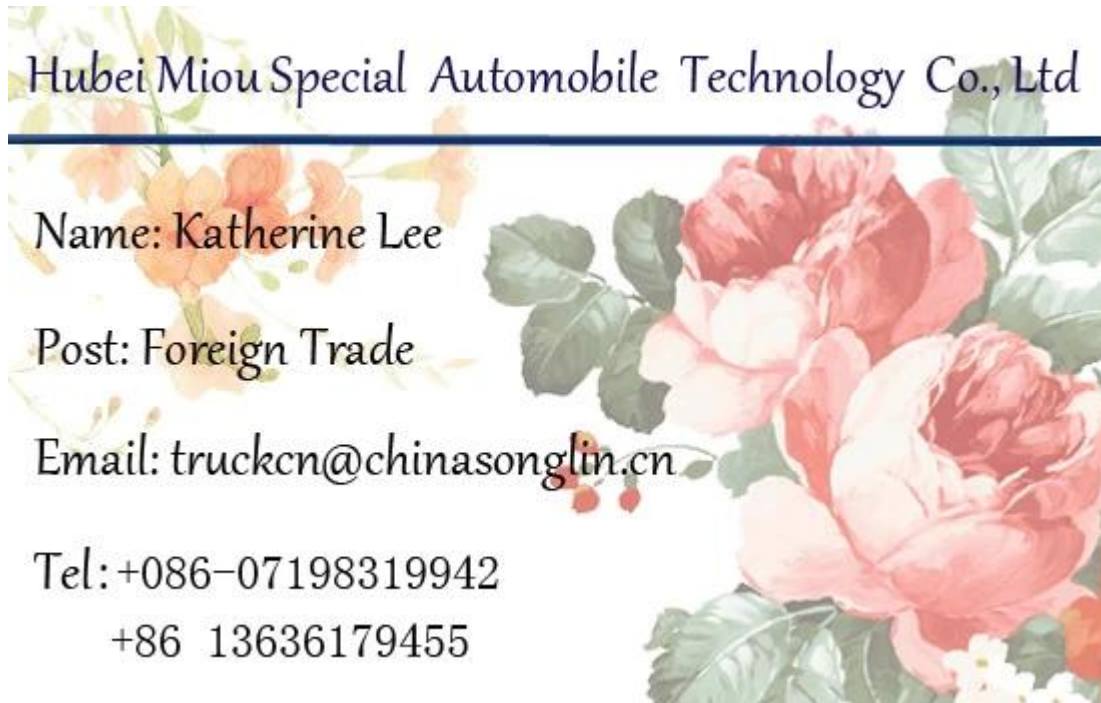 Hubei Miou Special Automobile Technology Co., Ltd
Name: Katherine Lee
Post: Foreign Trade
Email: truckcn@chinasonglin.cn
Tel: +086-07198319942
+86 13636179455